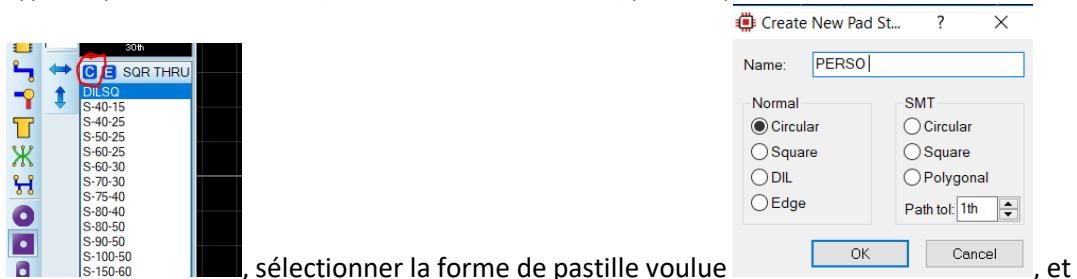 Create New Pad St... ? ×
Name: PERSO
Normal
Circular
Square
DIL
Edge
SMT
Circular
Square
Polygonal
Path tol: 1th
OK Cancel
30th
C E SQR THRU
DILSQ
S-40-15
S-40-25
S-50-25
S-60-25
S-60-30
S-70-30
S-75-40
S-80-40
S-80-50
S-90-50
S-100-50
S-150-60
, sélectionner la forme de pastille voulue , et